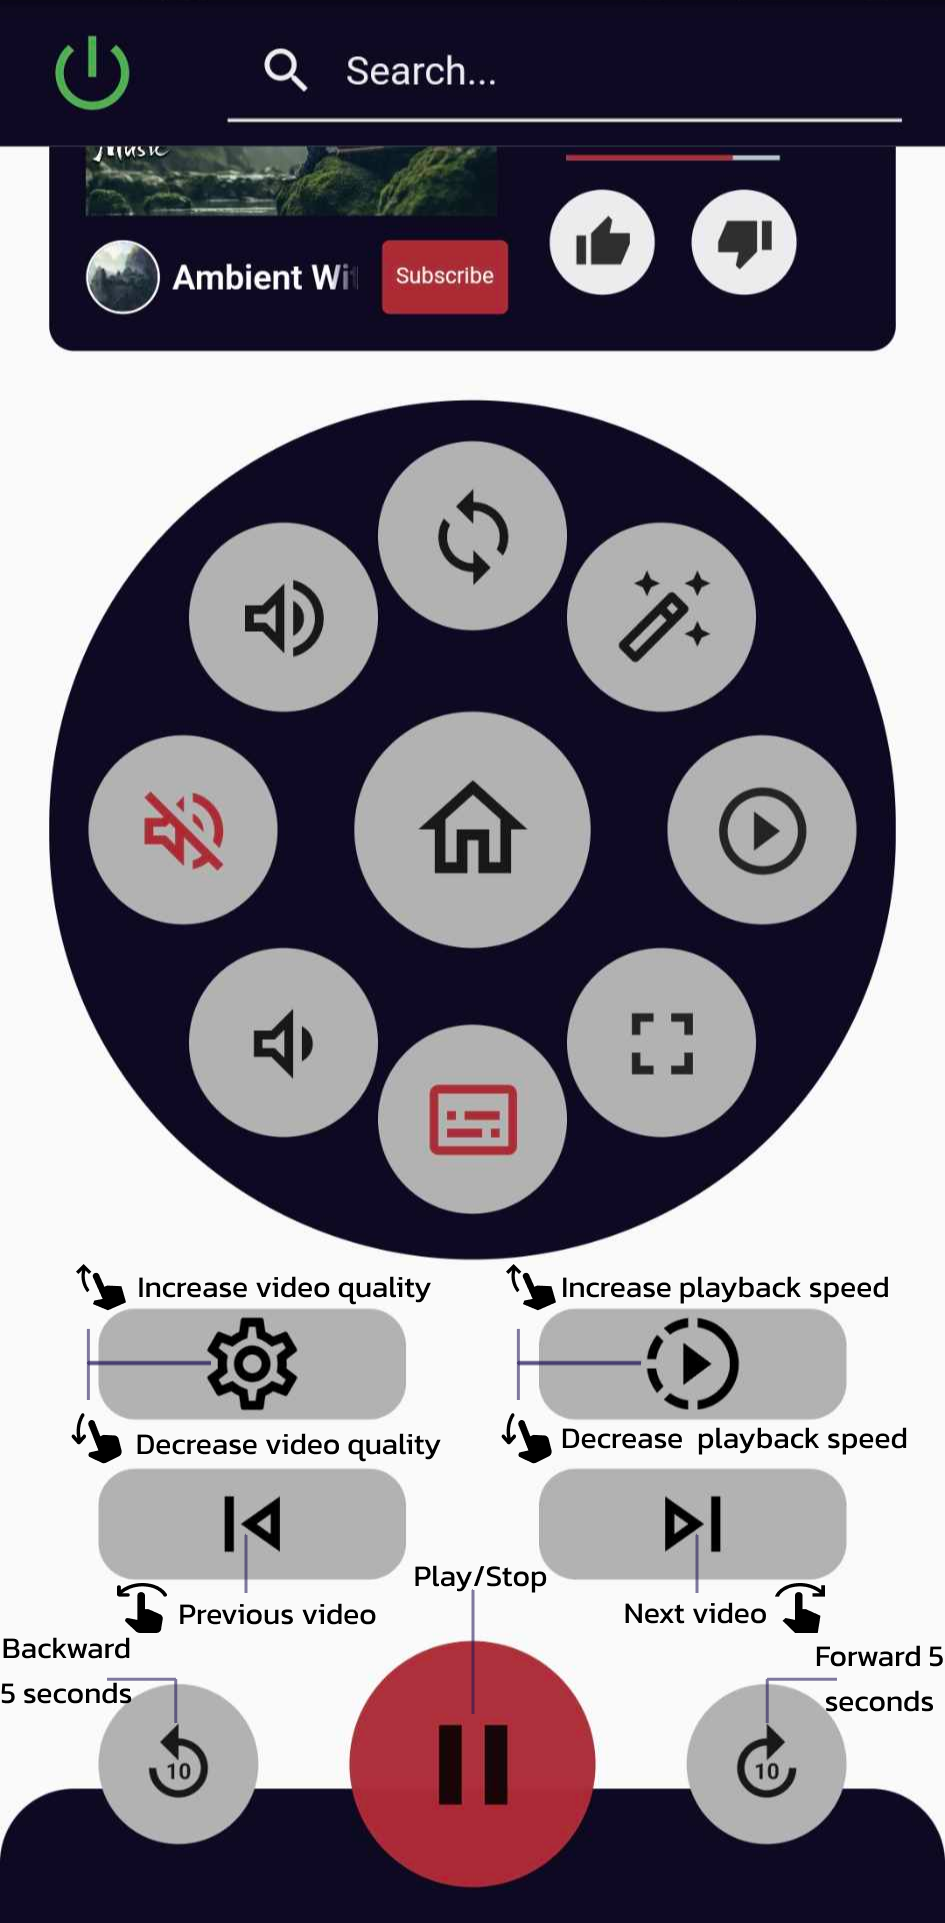 Search...
Music
Ambient Wit
Subscribe
Increase video quality
Increase playback speed
Decrease video quality
Decrease playback speed
Play/Stop
Previous video
Next video
Backward
5 seconds
Forward 5
seconds
10
10